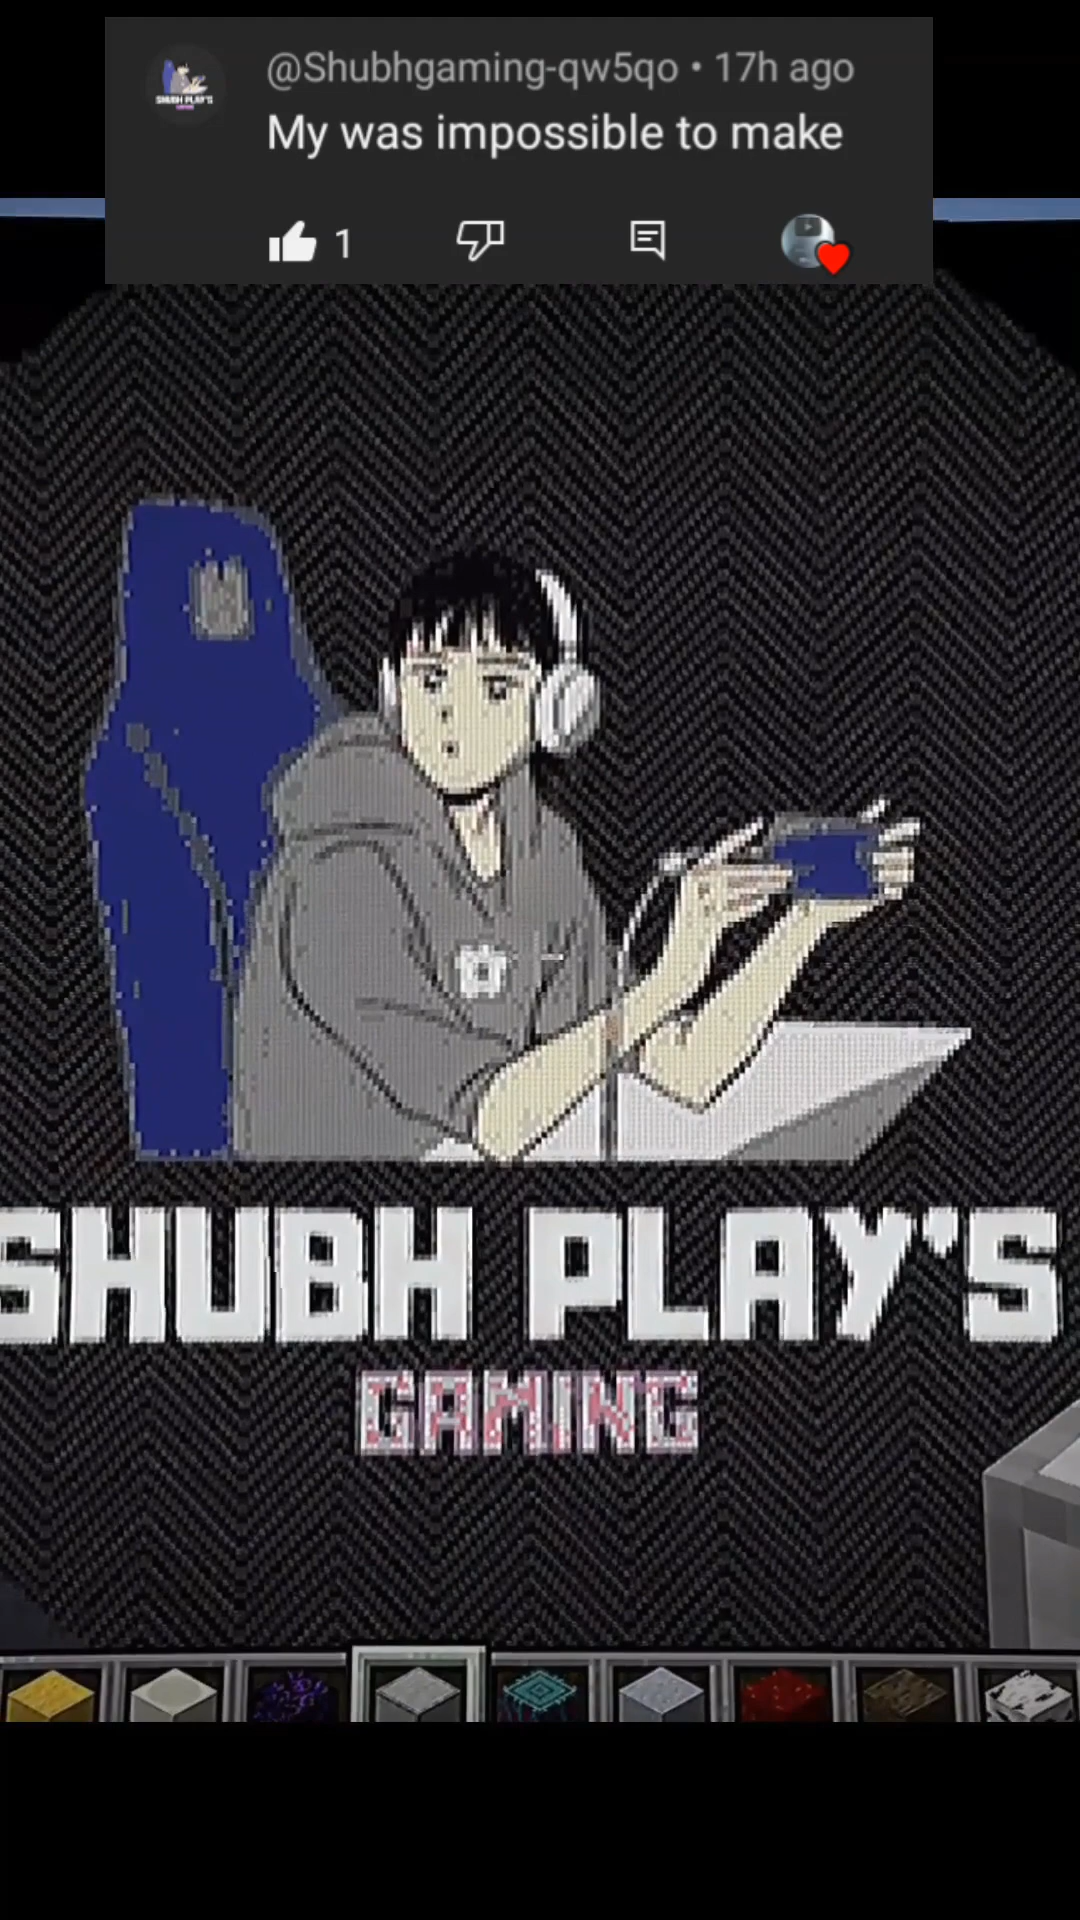 @Shubhgaming-qw5qo • 17h ago
My was impossible to make
1
SHUBH PLAY'S
GAMING